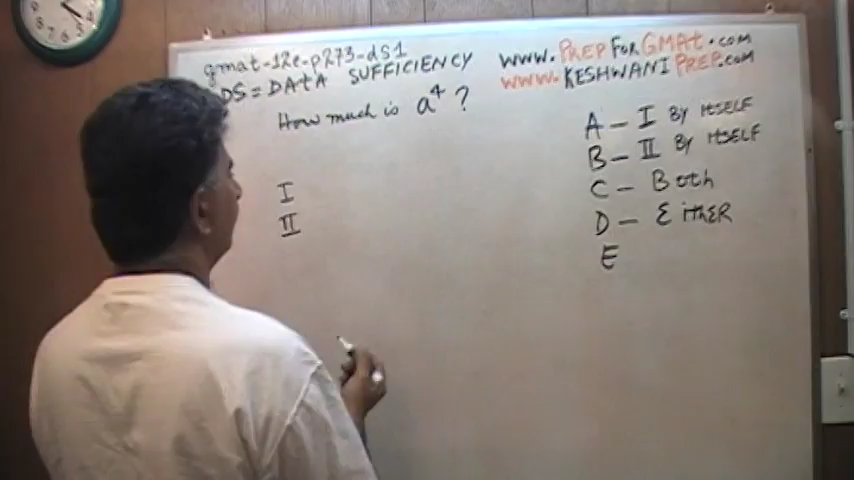 gmat-12e-p273-ds1
DS = DATA SUFFICIENCY
How much is a⁴ ?
I
II
www.PREPFORGMAT.com
www.KESHWANIPREP.com
A - I By ITSELF
B - II By ITSELF
C - Both
D - EITHER
E